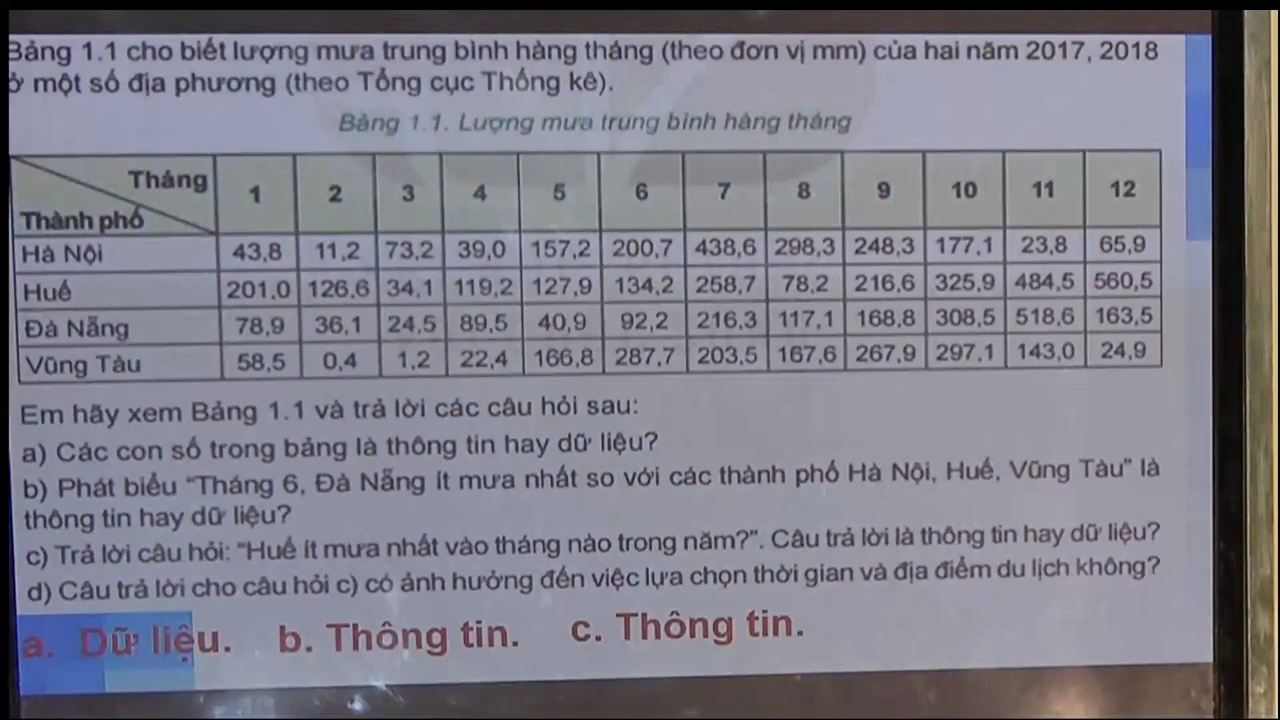 Bảng 1.1 cho biết lượng mưa trung bình hàng tháng (theo đơn vị mm) của hai năm 2017, 2018
ở một số địa phương (theo Tổng cục Thống kê).
Bảng 1.1. Lượng mưa trung bình hàng tháng
Tháng 1 2 3 4 5 6 7 8 9 10 11 12
Thành phố
Hà Nội 43,8 11,2 73,2 39,0 157,2 200,7 438,6 298,3 248,3 177,1 23,8 65,9
Huế 201,0 126,6 34,1 119,2 127,9 134,2 258,7 78,2 216,6 325,9 484,5 560,5
Đà Nẵng 78,9 36,1 24,5 89,5 40,9 92,2 216,3 117,1 168,8 308,5 518,6 163,5
Vũng Tàu 58,5 0,4 1,2 22,4 166,8 287,7 203,5 167,6 267,9 297,1 143,0 24,9
Em hãy xem Bảng 1.1 và trả lời các câu hỏi sau:
a) Các con số trong bảng là thông tin hay dữ liệu?
b) Phát biểu "Tháng 6, Đà Nẵng ít mưa nhất so với các thành phố Hà Nội, Huế, Vũng Tàu" là
thông tin hay dữ liệu?
c) Trả lời câu hỏi: "Huế ít mưa nhất vào tháng nào trong năm?". Câu trả lời là thông tin hay dữ liệu?
d) Câu trả lời cho câu hỏi c) có ảnh hưởng đến việc lựa chọn thời gian và địa điểm du lịch không?
a. Dữ liệu. b. Thông tin. c. Thông tin.